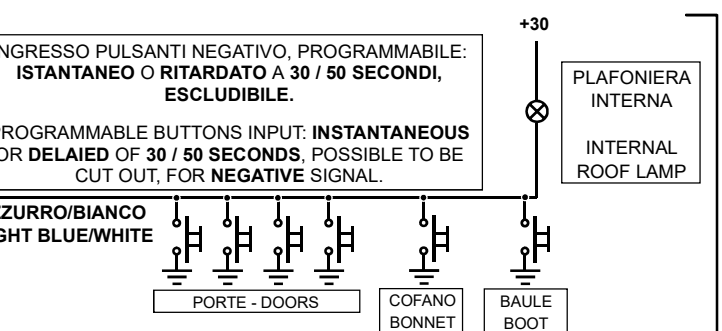 +30
NGRESSO PULSANTI NEGATIVO, PROGRAMMABILE:
ISTANTANEO O RITARDATO A 30 / 50 SECONDI,
ESCLUDIBILE.
PROGRAMMABLE BUTTONS INPUT: INSTANTANEOUS
OR DELAIED OF 30 / 50 SECONDS, POSSIBLE TO BE
CUT OUT, FOR NEGATIVE SIGNAL.
PLAFONIERA
INTERNA
INTERNAL
ROOF LAMP
ZZURRO/BIANCO
GHT BLUE/WHITE
PORTE - DOORS
COFANO
BONNET
BAULE
BOOT